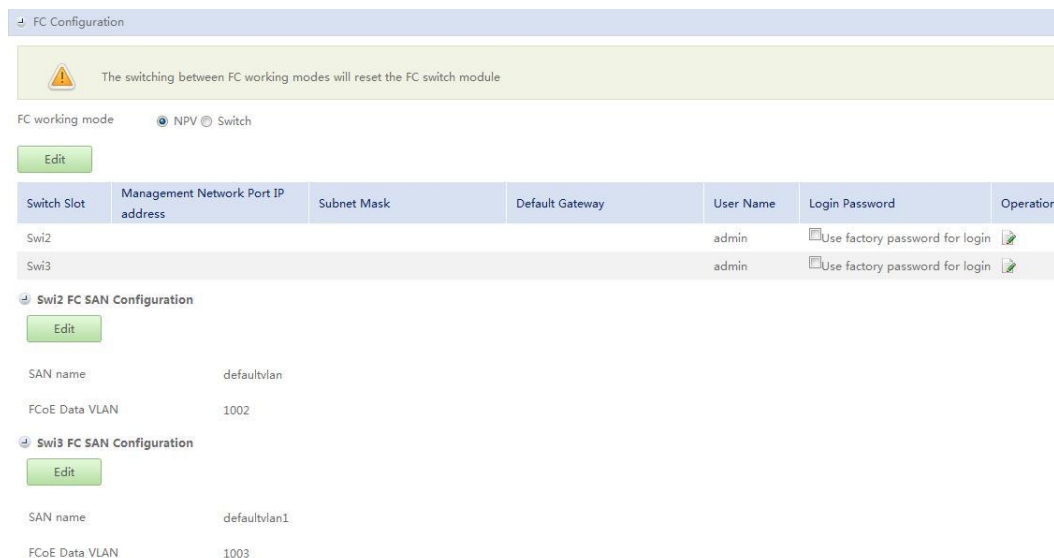 FC Configuration
The switching between FC working modes will reset the FC switch module
FC working mode NPV Switch
Edit
Switch Slot Management Network Port IP address Subnet Mask Default Gateway User Name Login Password Operation
Swi2 admin Use factory password for login
Swi3 admin Use factory password for login
Swi2 FC SAN Configuration
Edit
SAN name defaultvlan
FCoE Data VLAN 1002
Swi3 FC SAN Configuration
Edit
SAN name defaultvlan1
FCoE Data VLAN 1003